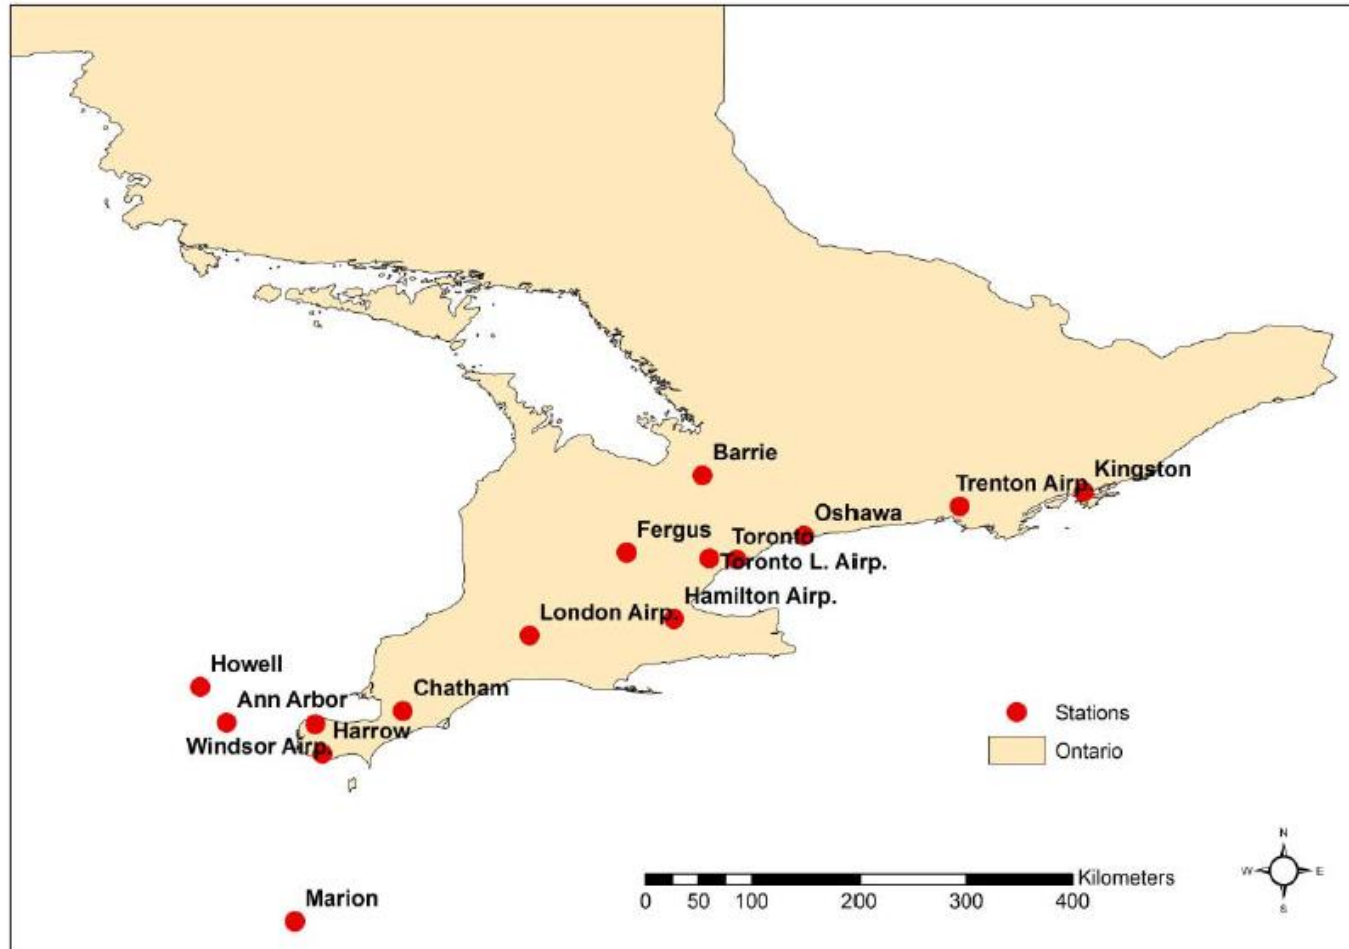 Barrie
Kingston
Trenton Airp.
Oshawa
Fergus
Toronto
Toronto L. Airp.
Hamilton Airp.
London Airp.
Howell
Ann Arbor
Chatham
Harrow
Windsor Airp.
Stations
Ontario
N
W E
S
Kilometers
0 50 100 200 300 400
Marion